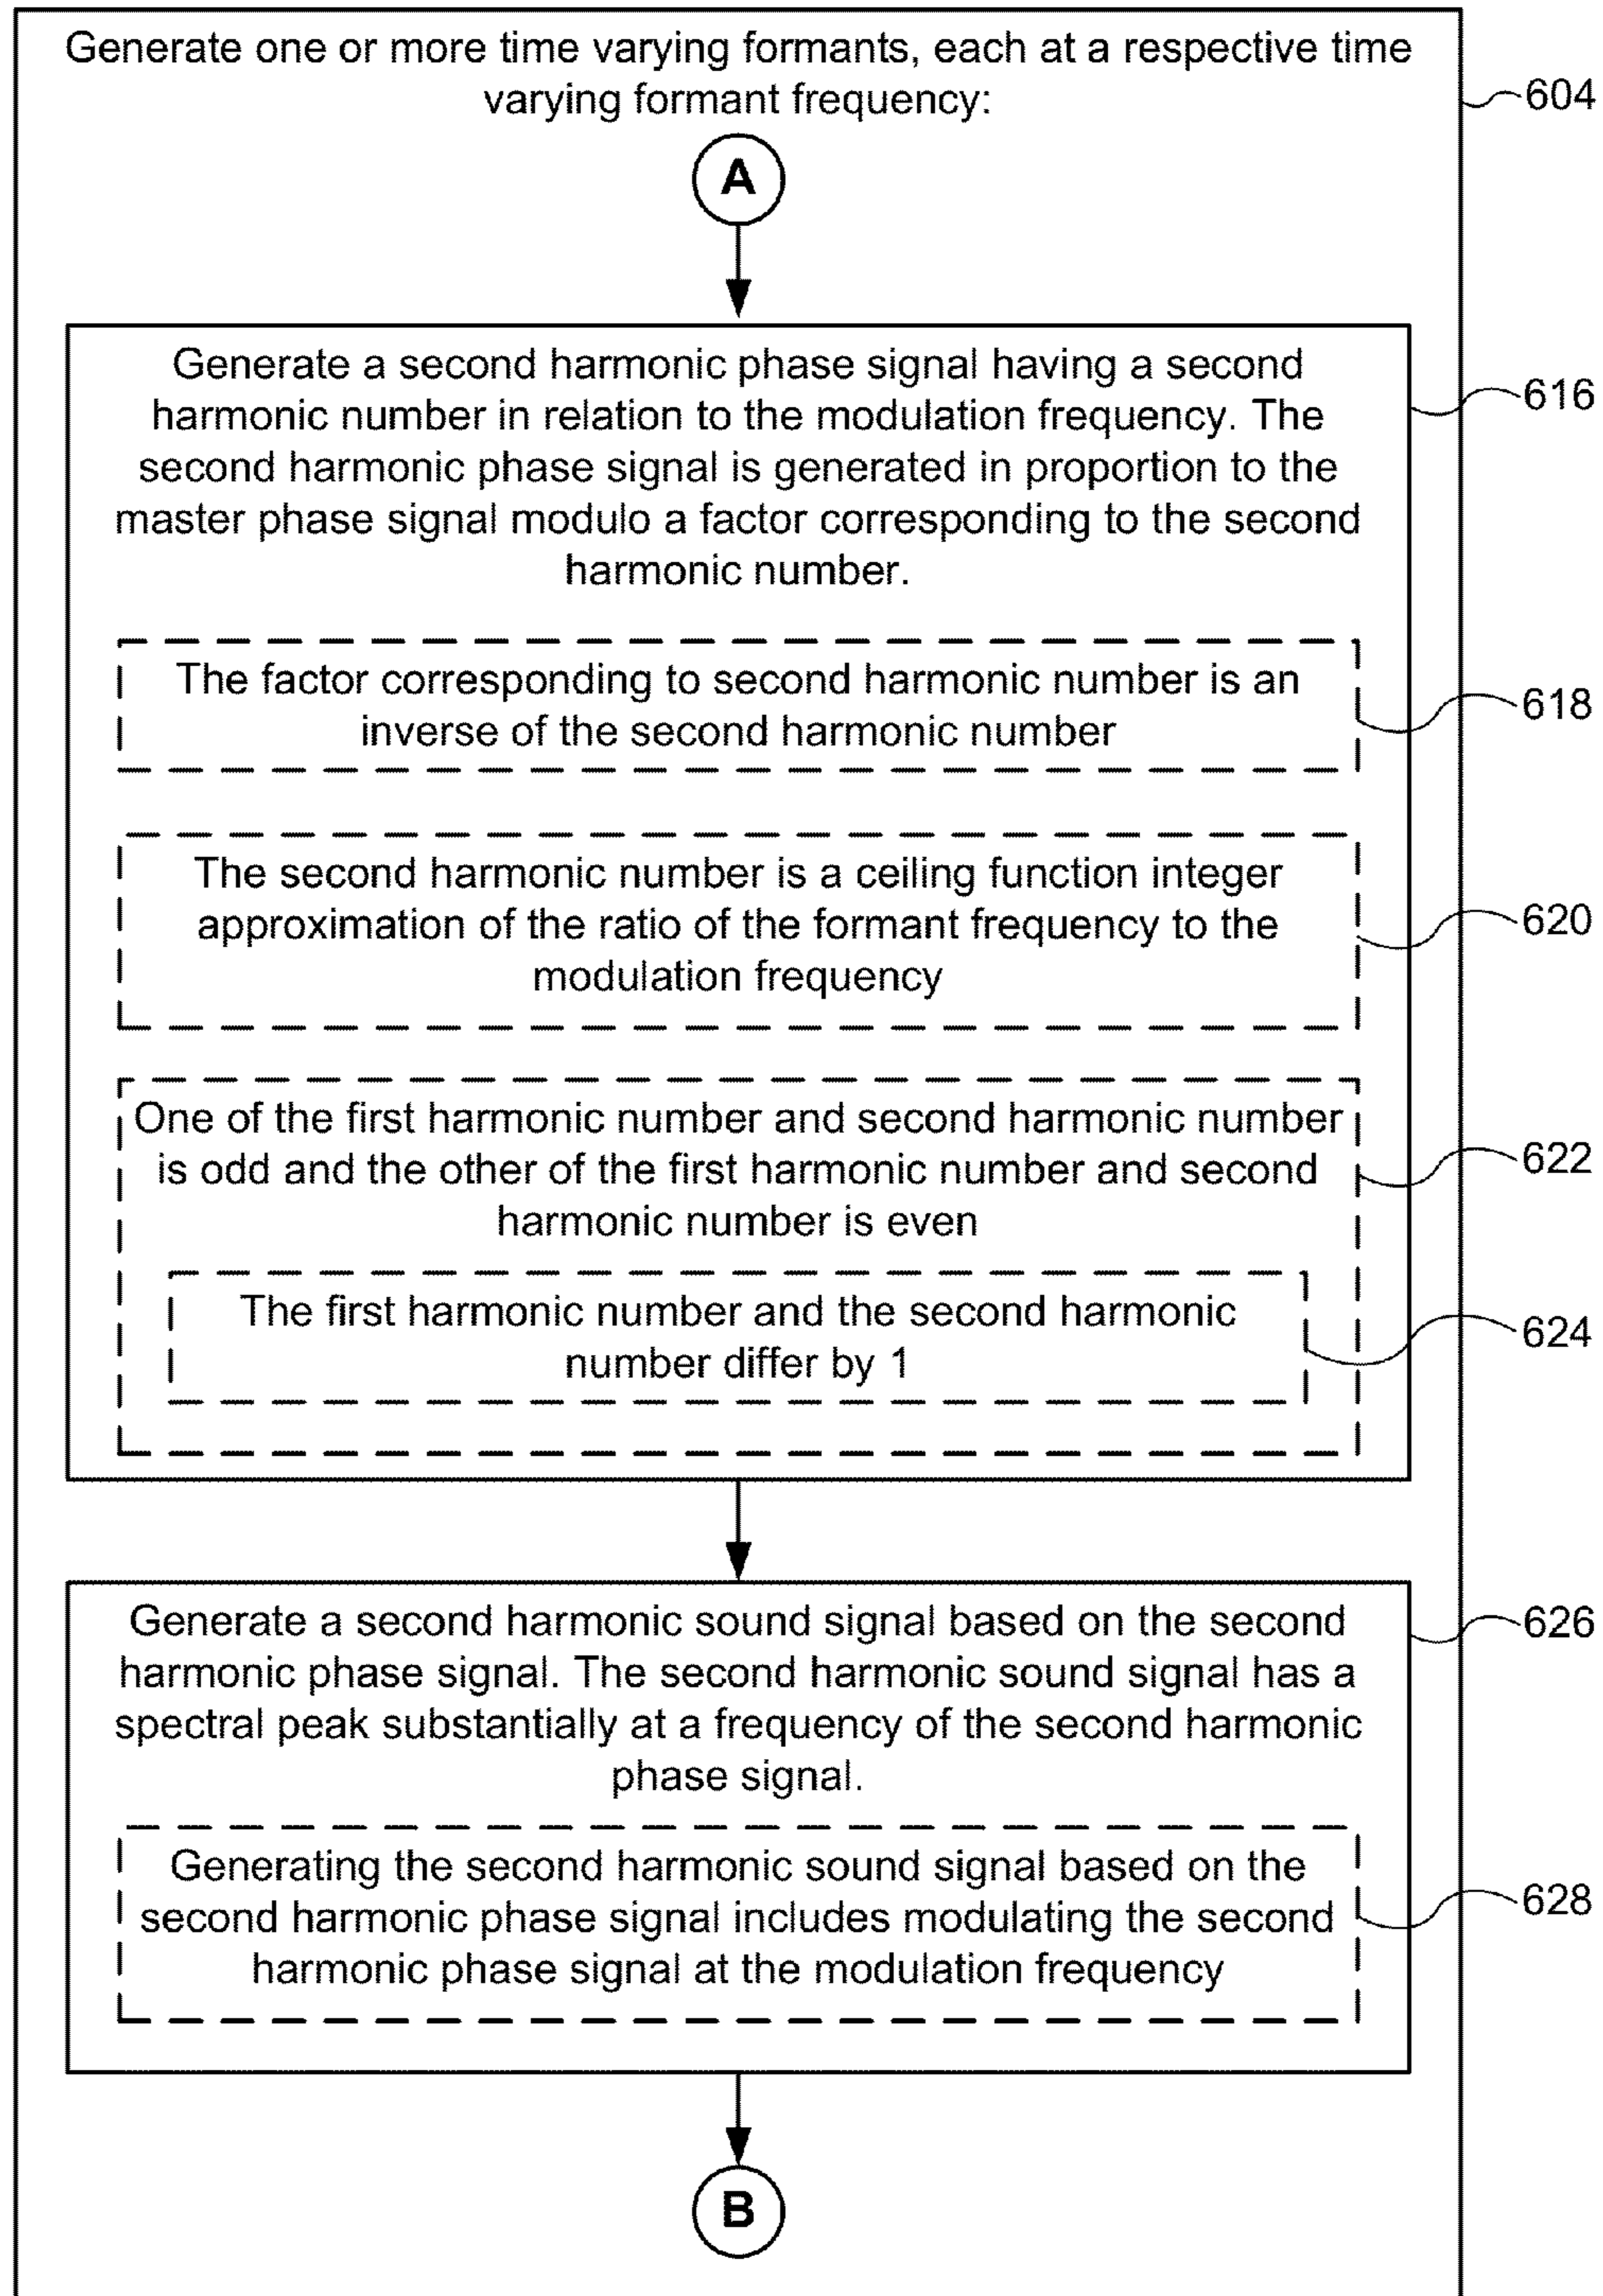 Generate one or more time varying formants, each at a respective time
varying formant frequency:
604
A
Generate a second harmonic phase signal having a second
harmonic number in relation to the modulation frequency. The
second harmonic phase signal is generated in proportion to the
master phase signal modulo a factor corresponding to the second
harmonic number.
616
The factor corresponding to second harmonic number is an
inverse of the second harmonic number
618
The second harmonic number is a ceiling function integer
approximation of the ratio of the formant frequency to the
modulation frequency
620
One of the first harmonic number and second harmonic number
is odd and the other of the first harmonic number and second
harmonic number is even
622
The first harmonic number and the second harmonic
number differ by 1
624
Generate a second harmonic sound signal based on the second
harmonic phase signal. The second harmonic sound signal has a
spectral peak substantially at a frequency of the second harmonic
phase signal.
626
Generating the second harmonic sound signal based on the
second harmonic phase signal includes modulating the second
harmonic phase signal at the modulation frequency
628
B